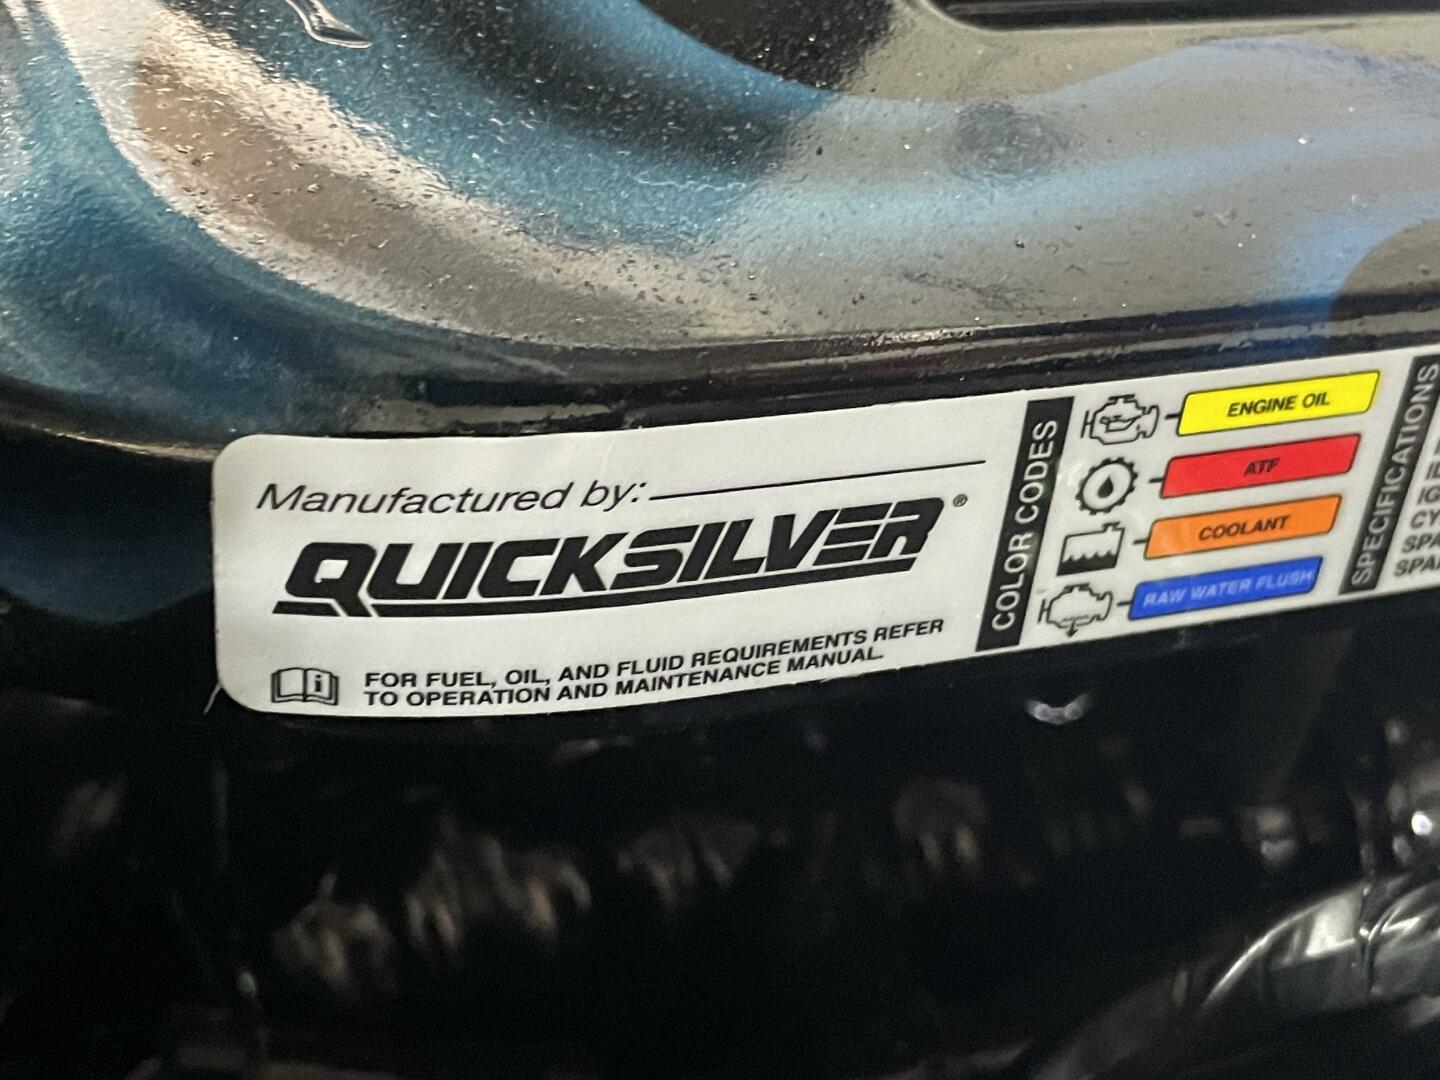 Manufactured by:
QUICKSILVER®
FOR FUEL, OIL, AND FLUID REQUIREMENTS REFER
TO OPERATION AND MAINTENANCE MANUAL.
COLOR CODES
ENGINE OIL
ATF
COOLANT
RAW WATER FLUSH
SPECIFICATIONS